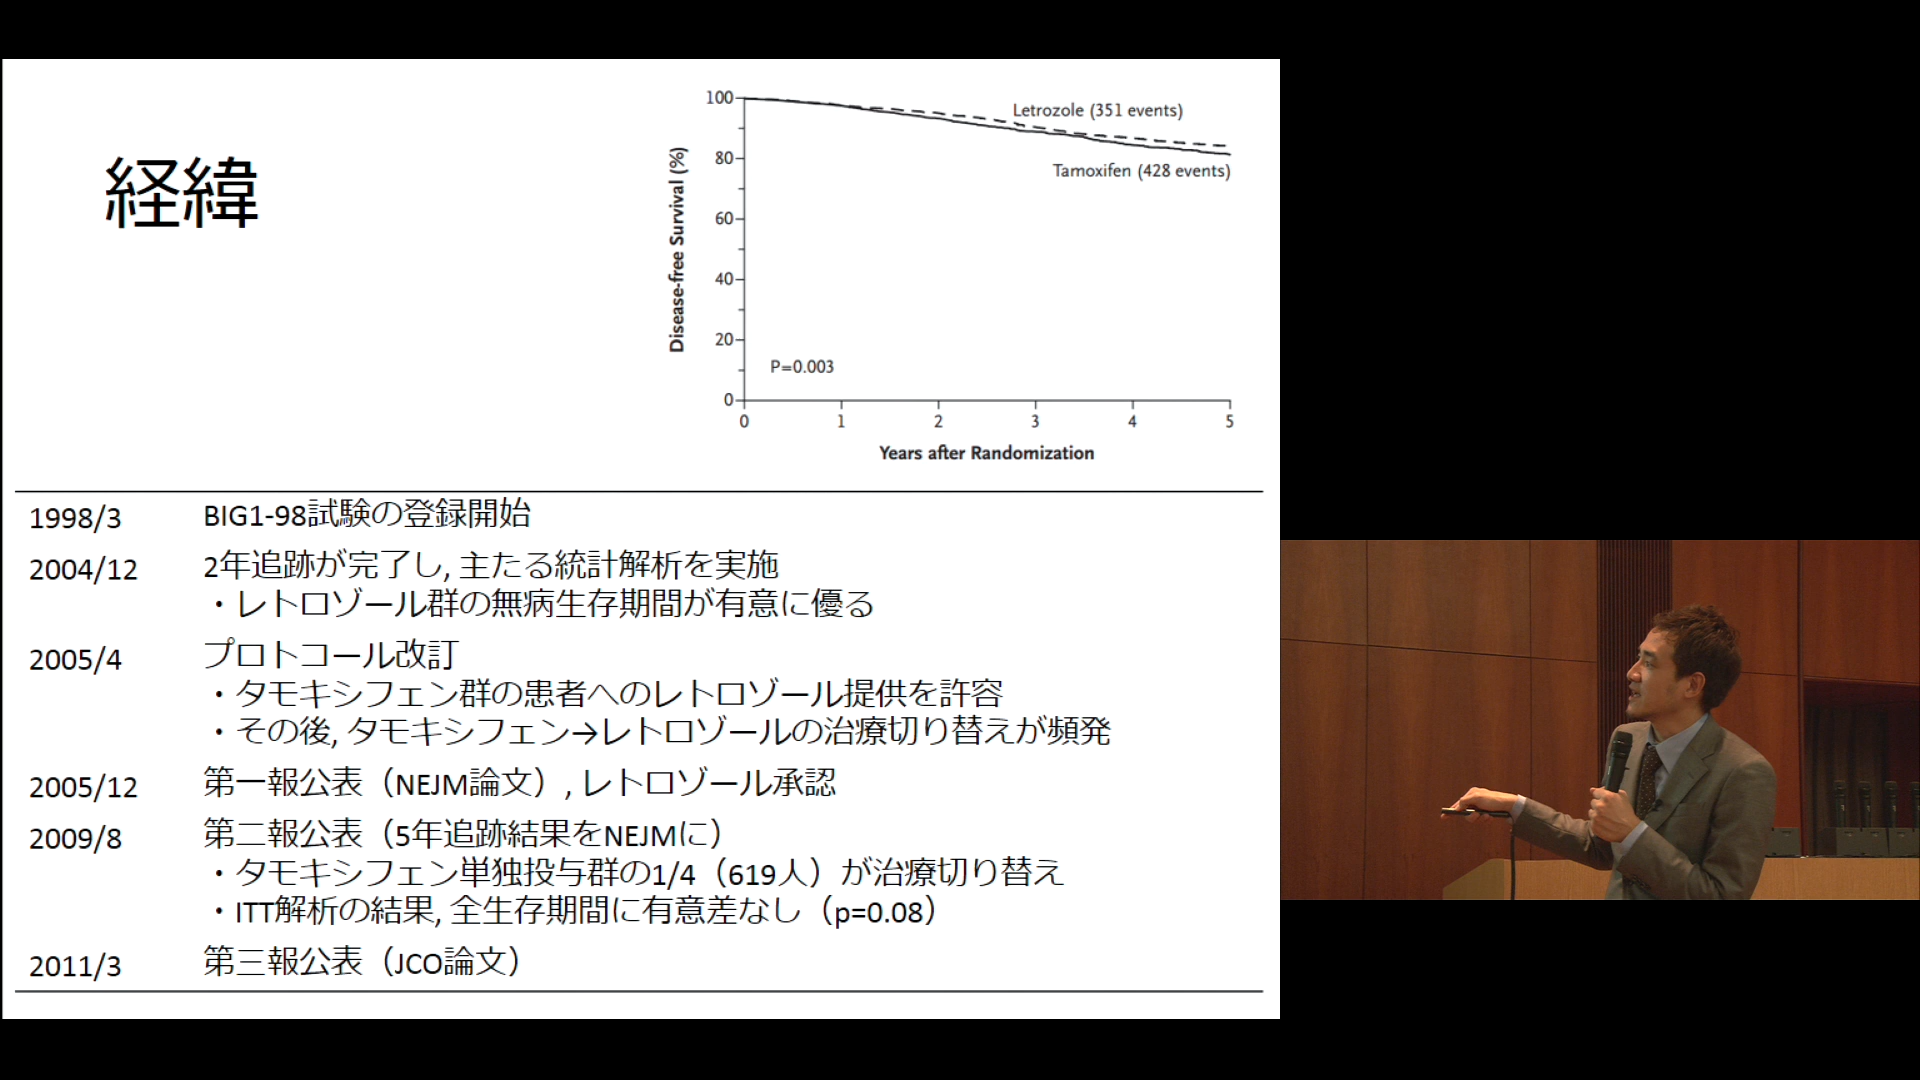 経緯
100
80
60
40
20
0
Disease-free Survival (%)
Letrozole (351 events)
Tamoxifen (428 events)
P=0.003
0 1 2 3 4 5
Years after Randomization
1998/3 BIG1-98試験の登録開始
2004/12 2年追跡が完了し, 主たる統計解析を実施
・レトロゾール群の無病生存期間が有意に優る
2005/4 プロトコール改訂
・タモキシフェン群の患者へのレトロゾール提供を許容
・その後, タモキシフェン→レトロゾールの治療切り替えが頻発
2005/12 第一報公表（NEJM論文）, レトロゾール承認
2009/8 第二報公表（5年追跡結果をNEJMに）
・タモキシフェン単独投与群の1/4（619人）が治療切り替え
・ITT解析の結果, 全生存期間に有意差なし（p=0.08）
2011/3 第三報公表（JCO論文）